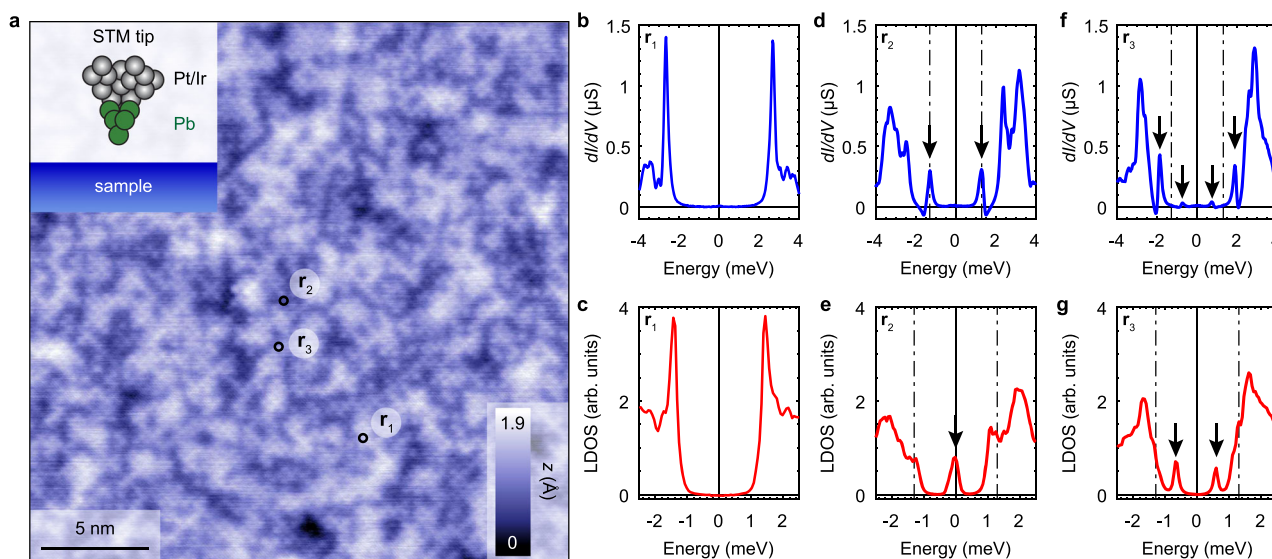 a
STM tip
Pt/Ir
Pb
sample
r2
r3
r1
5 nm
1.9
z (Å)
0
b
r1
1.5
1
0.5
0
dI/dV (µS)
-4 -2 0 2 4
Energy (meV)
d
r2
1.5
1
0.5
0
dI/dV (µS)
-4 -2 0 2 4
Energy (meV)
f
r3
1.5
1
0.5
0
dI/dV (µS)
-4 -2 0 2 4
Energy (meV)
c
r1
4
2
0
LDOS (arb. units)
-2 -1 0 1 2
Energy (meV)
e
r2
4
2
0
LDOS (arb. units)
-2 -1 0 1 2
Energy (meV)
g
r3
4
2
0
LDOS (arb. units)
-2 -1 0 1 2
Energy (meV)